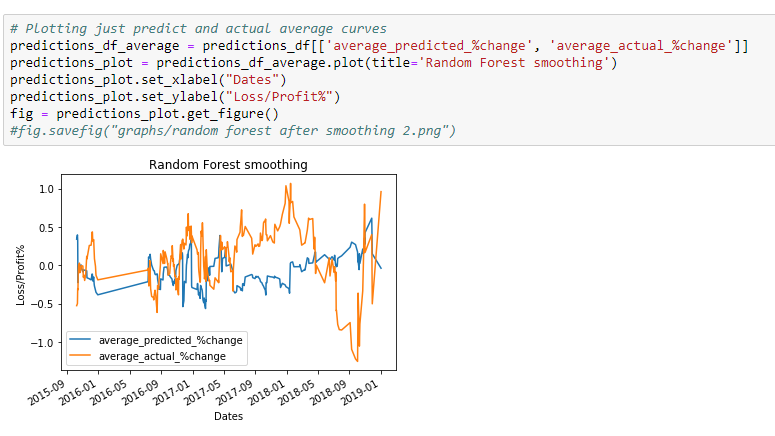 # Plotting just predict and actual average curves
predictions_df_average = predictions_df[['average_predicted_%change', 'average_actual_%change']]
predictions_plot = predictions_df_average.plot(title='Random Forest smoothing')
predictions_plot.set_xlabel("Dates")
predictions_plot.set_ylabel("Loss/Profit%")
fig = predictions_plot.get_figure()
#fig.savefig("graphs/random forest after smoothing 2.png")
Random Forest smoothing
1.0
0.5
0.0
−0.5
−1.0
Loss/Profit%
average_predicted_%change
average_actual_%change
2015-09
2016-01
2016-05
2016-09
2017-01
2017-05
2017-09
2018-01
2018-05
2018-09
2019-01
Dates